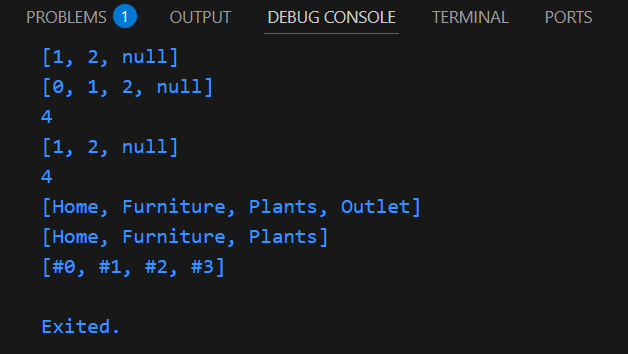 PROBLEMS 1 OUTPUT DEBUG CONSOLE TERMINAL PORTS
[1, 2, null]
[0, 1, 2, null]
4
[1, 2, null]
4
[Home, Furniture, Plants, Outlet]
[Home, Furniture, Plants]
[#0, #1, #2, #3]
Exited.